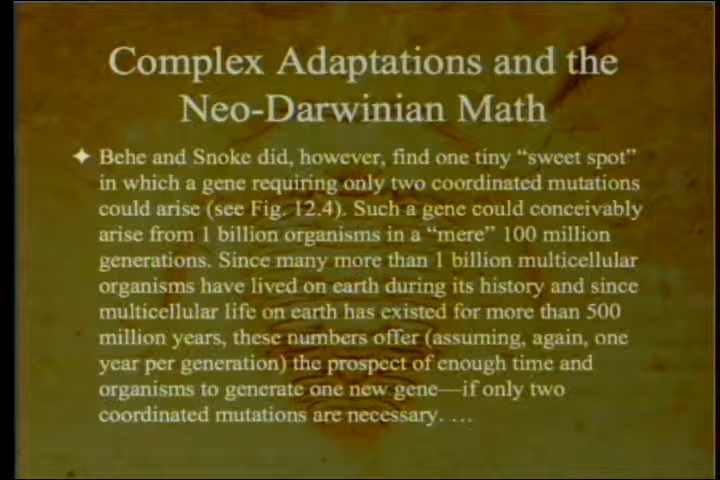 Complex Adaptations and the
Neo-Darwinian Math
Behe and Snoke did, however, find one tiny “sweet spot”
in which a gene requiring only two coordinated mutations
could arise (see Fig. 12.4). Such a gene could conceivably
arise from 1 billion organisms in a “mere” 100 million
generations. Since many more than 1 billion multicellular
organisms have lived on earth during its history and since
multicellular life on earth has existed for more than 500
million years, these numbers offer (assuming, again, one
year per generation) the prospect of enough time and
organisms to generate one new gene—if only two
coordinated mutations are necessary. …